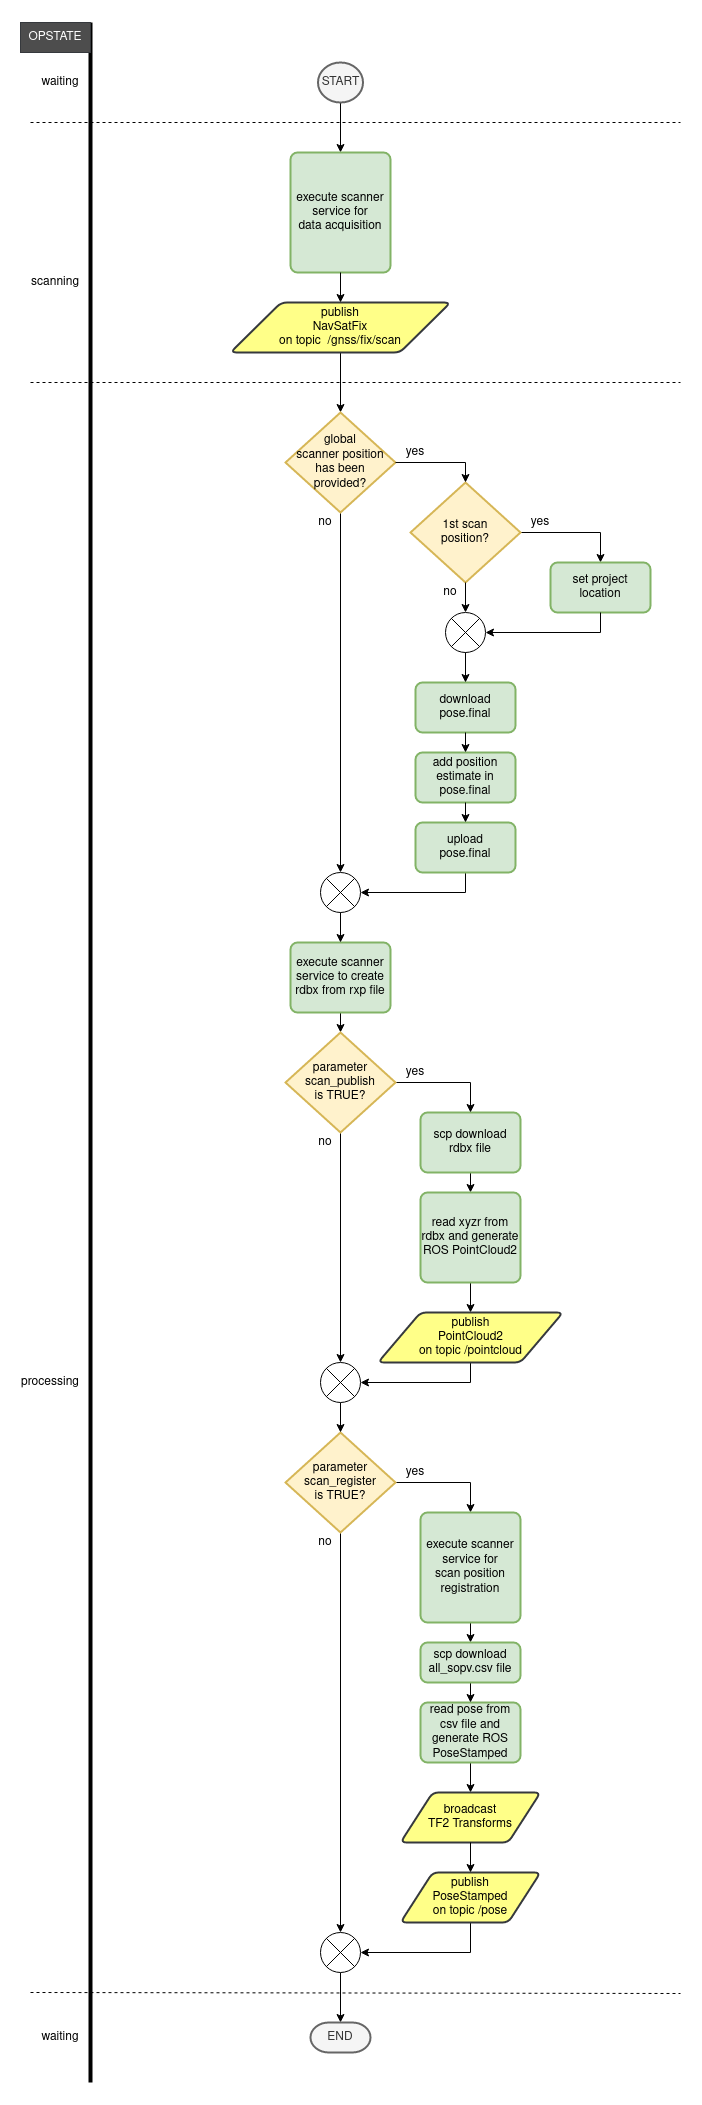 OPSTATE
waiting
START
execute scanner
service for
data acquisition
scanning
publish
NavSatFix
on topic /gnss/fix/scan
global
scanner position
has been
provided?
yes
no
1st scan
position?
yes
no
set project
location
download
pose.final
add position
estimate in
pose.final
upload
pose.final
execute scanner
service to create
rdbx from rxp file
parameter
scan_publish
is TRUE?
yes
no
scp download
rdbx file
read xyzr from
rdbx and generate
ROS PointCloud2
publish
PointCloud2
on topic /pointcloud
processing
parameter
scan_register
is TRUE?
yes
no
execute scanner
service for
scan position
registration
scp download
all_sopv.csv file
read pose from
csv file and
generate ROS
PoseStamped
broadcast
TF2 Transforms
publish
PoseStamped
on topic /pose
waiting
END